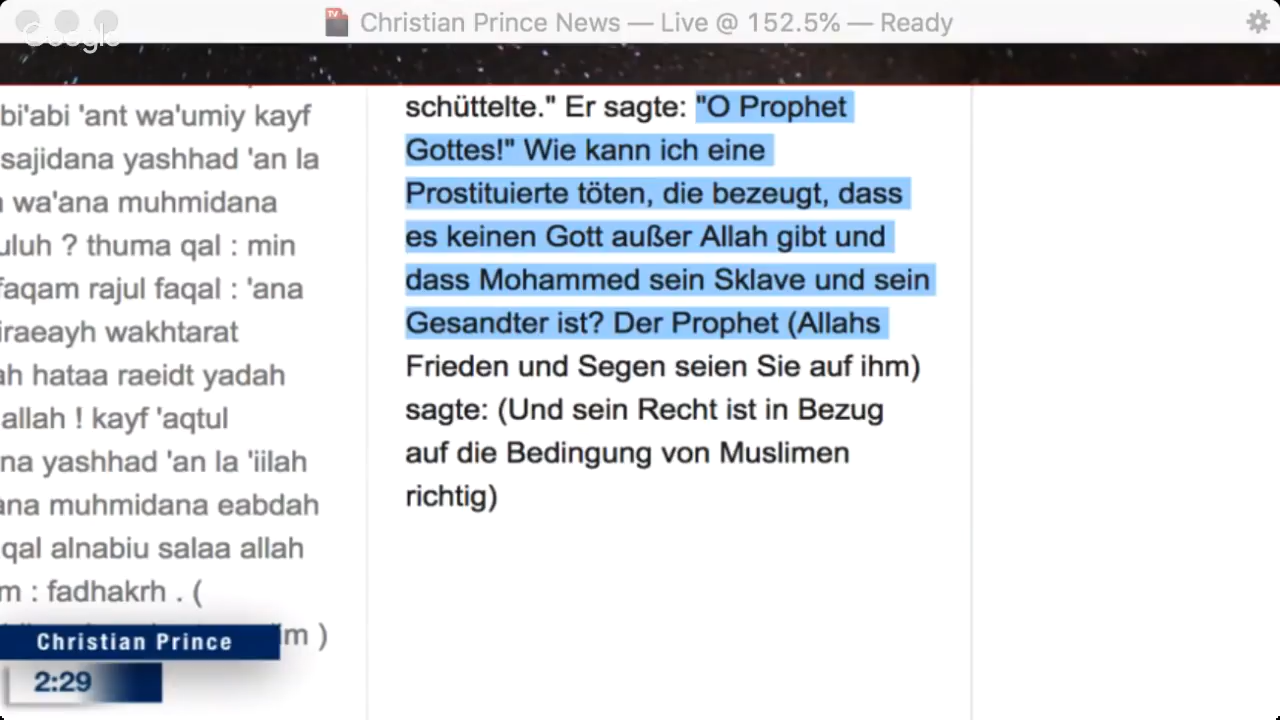 Christian Prince News — Live @ 152.5% — Ready
Google
bi'abi 'ant wa'umiy kayf
sajidana yashhad 'an la
wa'ana muhmidana
uluh ? thuma qal : min
faqam rajul faqal : 'ana
iraeayh wakhtarat
ah hataa raeidt yadah
allah ! kayf 'aqtul
na yashhad 'an la 'iilah
ana muhmidana eabdah
qal alnabiu salaa allah
m : fadhakrh . (
im )
schüttelte." Er sagte: "O Prophet
Gottes!" Wie kann ich eine
Prostituierte töten, die bezeugt, dass
es keinen Gott außer Allah gibt und
dass Mohammed sein Sklave und sein
Gesandter ist? Der Prophet (Allahs
Frieden und Segen seien Sie auf ihm)
sagte: (Und sein Recht ist in Bezug
auf die Bedingung von Muslimen
richtig)
Christian Prince
2:29